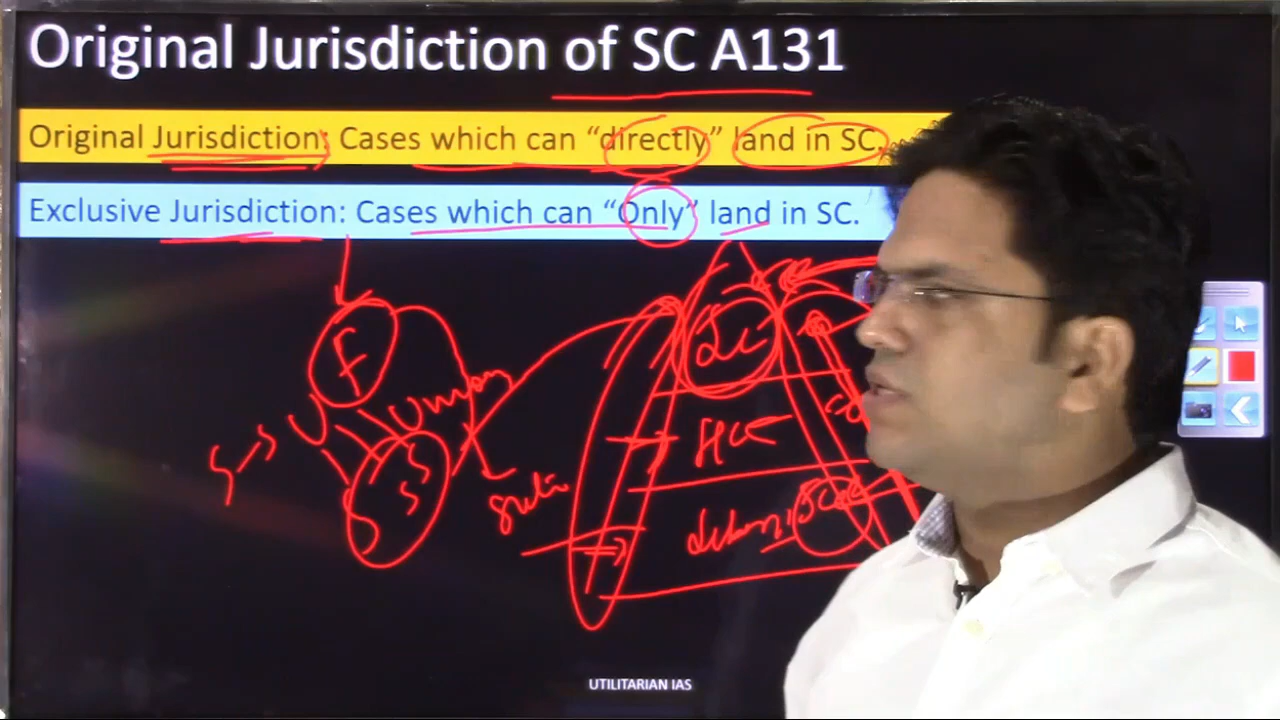 Original Jurisdiction of SC A131
Original Jurisdiction: Cases which can “directly” land in SC.
Exclusive Jurisdiction: Cases which can “Only” land in SC.
F
Union
S
UTILITARIAN IAS